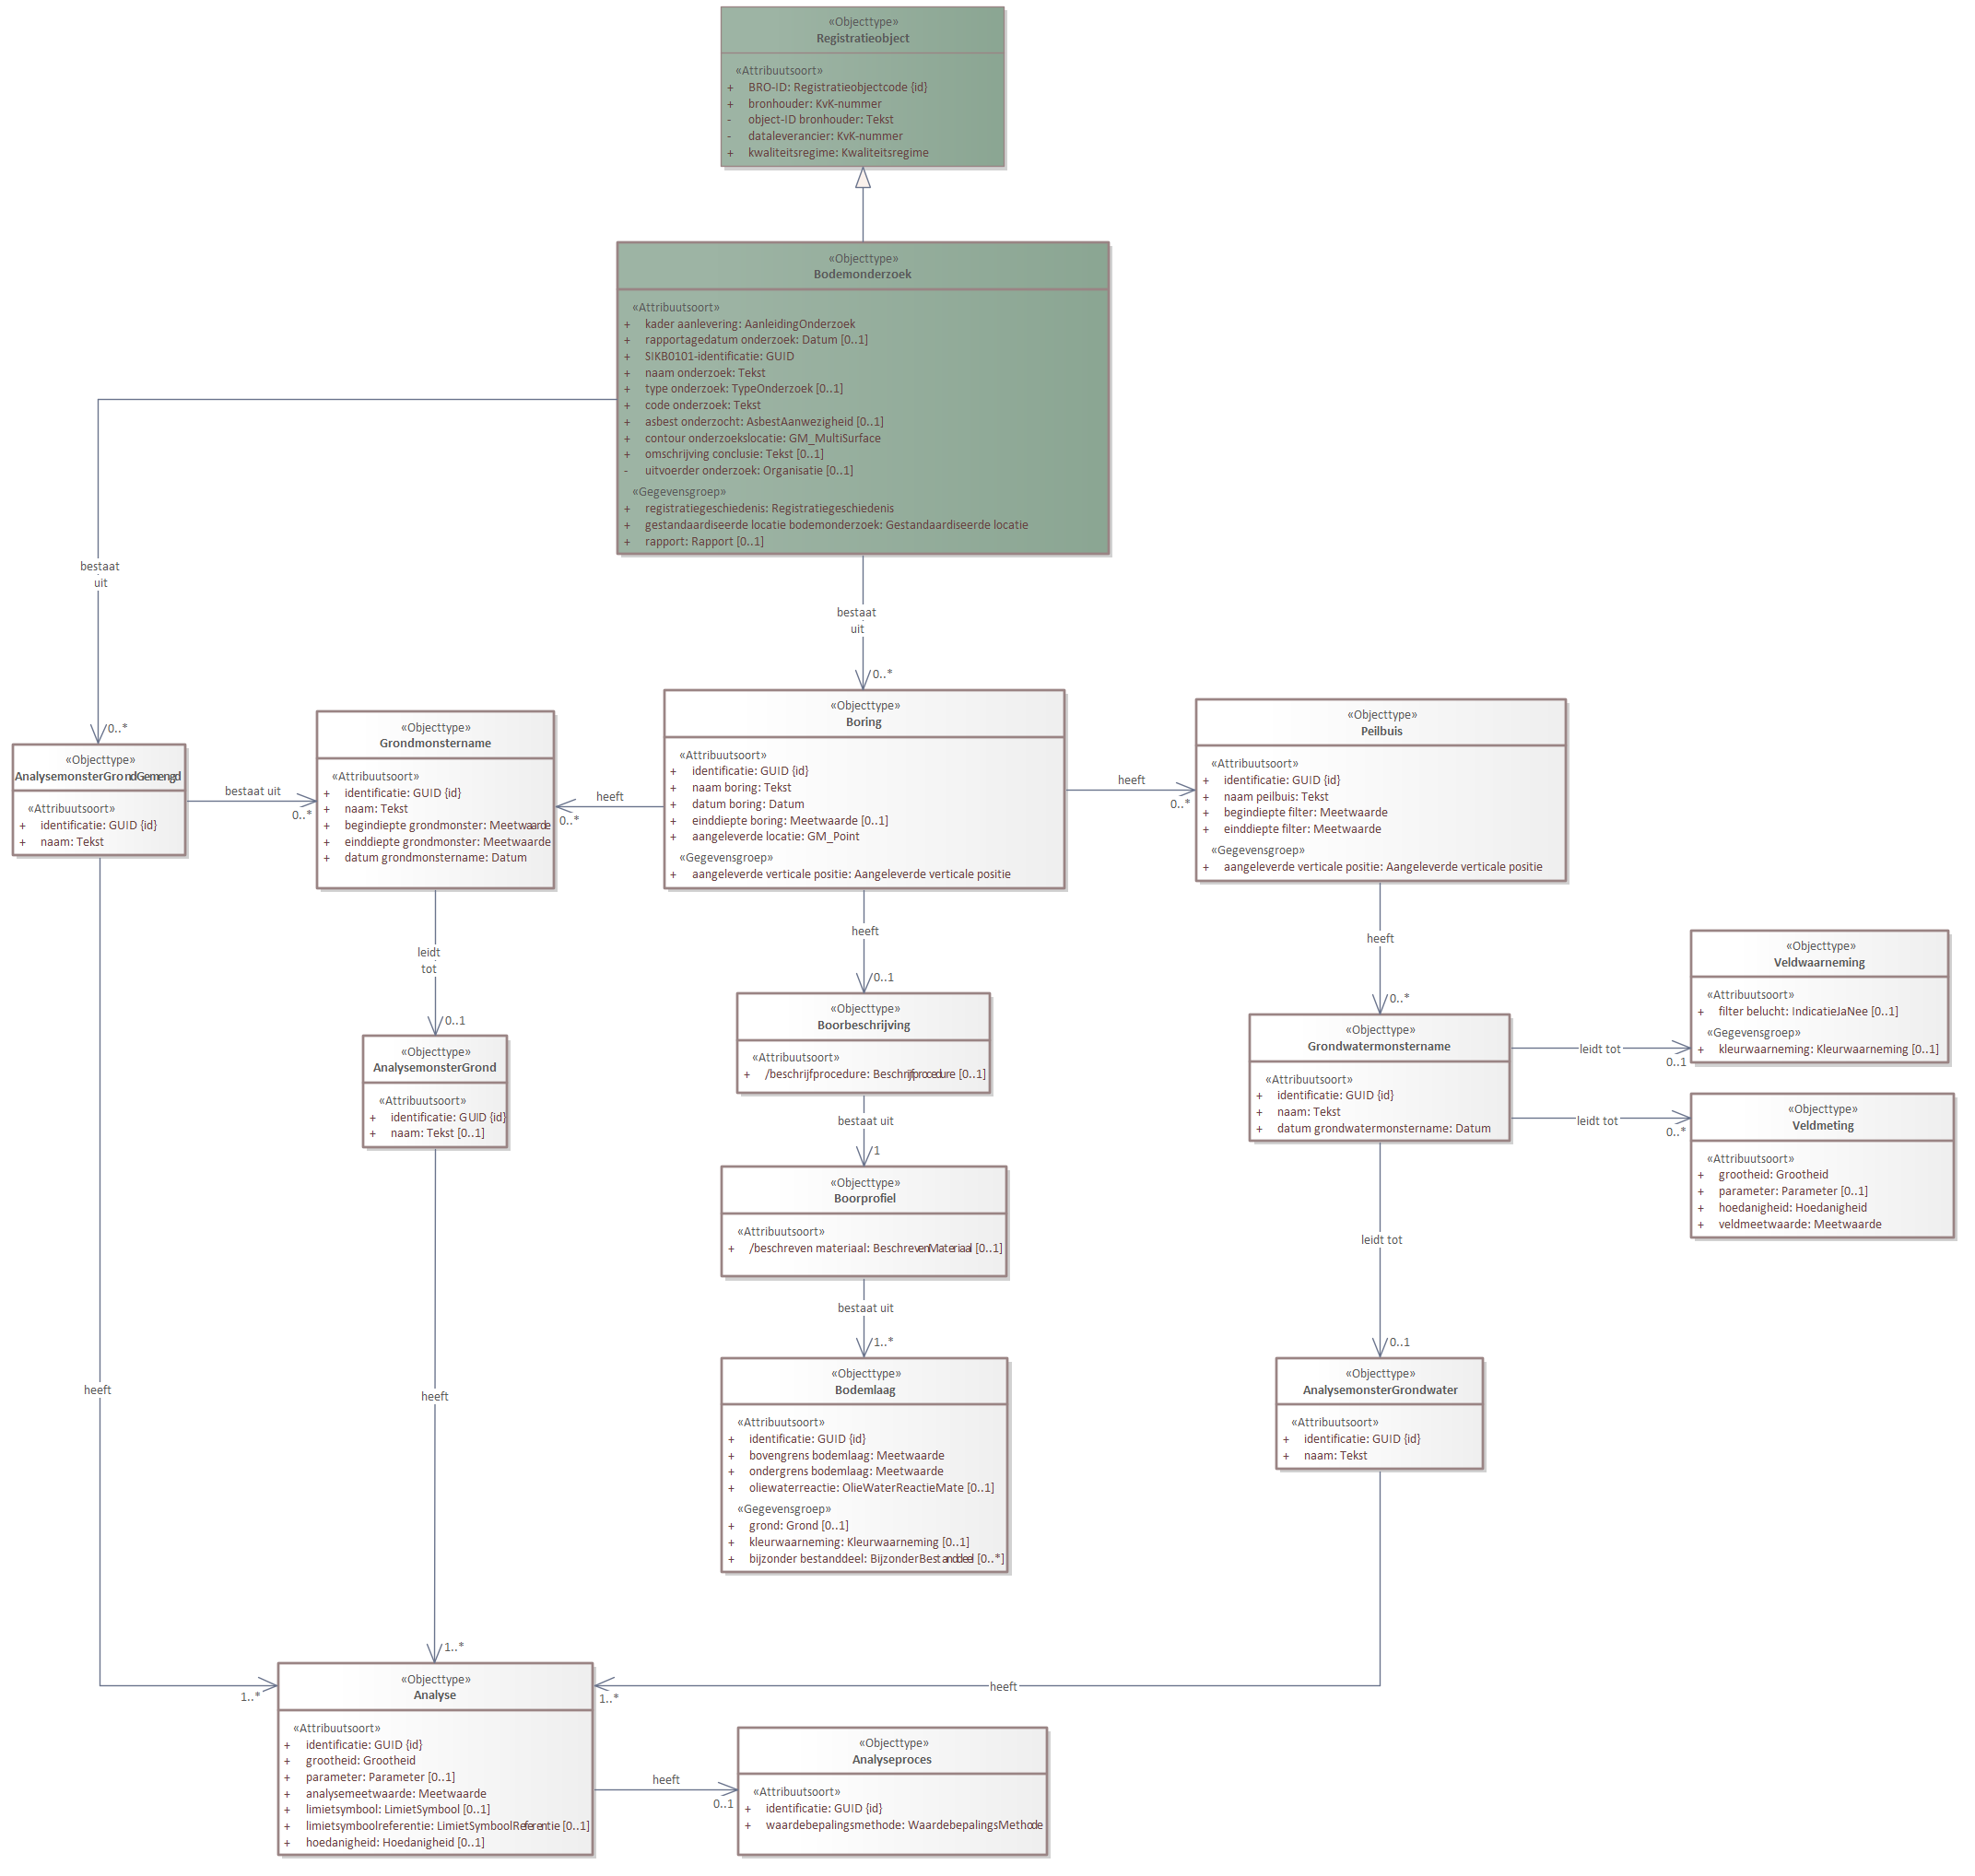 «Objecttype»
Registratieobject
«Attribuutsoort»
+ BRO-ID: Registratieobjectcode {id}
+ bronhouder: KvK-nummer
- object-ID bronhouder: Tekst
- dataleverancier: KvK-nummer
+ kwaliteitsregime: Kwaliteitsregime
«Objecttype»
Bodemonderzoek
«Attribuutsoort»
+ kader aanlevering: AanleidingOnderzoek
+ rapportagedatum onderzoek: Datum [0..1]
+ SIKB0101-identificatie: GUID
+ naam onderzoek: Tekst
+ type onderzoek: TypeOnderzoek [0..1]
+ code onderzoek: Tekst
+ asbest onderzocht: AsbestAanwezigheid [0..1]
+ contour onderzoekslocatie: GM_MultiSurface
+ omschrijving conclusie: Tekst [0..1]
- uitvoerder onderzoek: Organisatie [0..1]
«Gegevensgroep»
+ registratiegeschiedenis: Registratiegeschiedenis
+ gestandaardiseerde locatie bodemonderzoek: Gestandaardiseerde locatie
+ rapport: Rapport [0..1]
bestaat
uit
0..*
bestaat
uit
0..*
«Objecttype»
AnalysemonsterGrondGemengd
«Attribuutsoort»
+ identificatie: GUID {id}
+ naam: Tekst
bestaat uit
0..*
«Objecttype»
Grondmonstername
«Attribuutsoort»
+ identificatie: GUID {id}
+ naam: Tekst
+ begindiepte grondmonster: Meetwaarde
+ einddiepte grondmonster: Meetwaarde
+ datum grondmonstername: Datum
heeft
0..*
«Objecttype»
Boring
«Attribuutsoort»
+ identificatie: GUID {id}
+ naam boring: Tekst
+ datum boring: Datum
+ einddiepte boring: Meetwaarde [0..1]
+ aangeleverde locatie: GM_Point
«Gegevensgroep»
+ aangeleverde verticale positie: Aangeleverde verticale positie
heeft
0..*
«Objecttype»
Peilbuis
«Attribuutsoort»
+ identificatie: GUID {id}
+ naam peilbuis: Tekst
+ begindiepte filter: Meetwaarde
+ einddiepte filter: Meetwaarde
«Gegevensgroep»
+ aangeleverde verticale positie: Aangeleverde verticale positie
leidt
tot
0..1
heeft
0..1
heeft
0..*
«Objecttype»
Veldwaarneming
«Attribuutsoort»
+ filter belucht: IndicatieJaNee [0..1]
«Gegevensgroep»
+ kleurwaarneming: Kleurwaarneming [0..1]
«Objecttype»
AnalysemonsterGrond
«Attribuutsoort»
+ identificatie: GUID {id}
+ naam: Tekst [0..1]
«Objecttype»
Boorbeschrijving
«Attribuutsoort»
+ /beschrijfprocedure: Beschrijfprocedure [0..1]
«Objecttype»
Grondwatermonstername
«Attribuutsoort»
+ identificatie: GUID {id}
+ naam: Tekst
+ datum grondwatermonstername: Datum
leidt tot
0..1
leidt tot
0..*
«Objecttype»
Veldmeting
«Attribuutsoort»
+ grootheid: Grootheid
+ parameter: Parameter [0..1]
+ hoedanigheid: Hoedanigheid
+ veldmeetwaarde: Meetwaarde
bestaat uit
1
«Objecttype»
Boorprofiel
«Attribuutsoort»
+ /beschreven materiaal: BeschrevenMateriaal [0..1]
leidt tot
0..1
bestaat uit
1..*
«Objecttype»
Bodemlaag
«Attribuutsoort»
+ identificatie: GUID {id}
+ bovengrens bodemlaag: Meetwaarde
+ ondergrens bodemlaag: Meetwaarde
+ oliewaterreactie: OlieWaterReactieMate [0..1]
«Gegevensgroep»
+ grond: Grond [0..1]
+ kleurwaarneming: Kleurwaarneming [0..1]
+ bijzonder bestanddeel: BijzonderBestanddeel [0..*]
«Objecttype»
AnalysemonsterGrondwater
«Attribuutsoort»
+ identificatie: GUID {id}
+ naam: Tekst
heeft
1..*
heeft
1..*
heeft
1..*
«Objecttype»
Analyse
«Attribuutsoort»
+ identificatie: GUID {id}
+ grootheid: Grootheid
+ parameter: Parameter [0..1]
+ analysemeetwaarde: Meetwaarde
+ limietsymbool: LimietSymbool [0..1]
+ limietsymboolreferentie: LimietSymboolReferentie [0..1]
+ hoedanigheid: Hoedanigheid [0..1]
heeft
0..1
«Objecttype»
Analyseproces
«Attribuutsoort»
+ identificatie: GUID {id}
+ waardebepalingsmethode: WaardebepalingsMethode